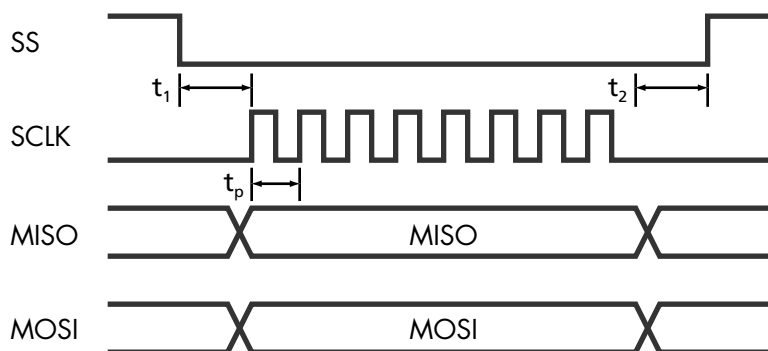 SS
t₁ t₂
SCLK
tₚ
MISO MISO
MOSI MOSI